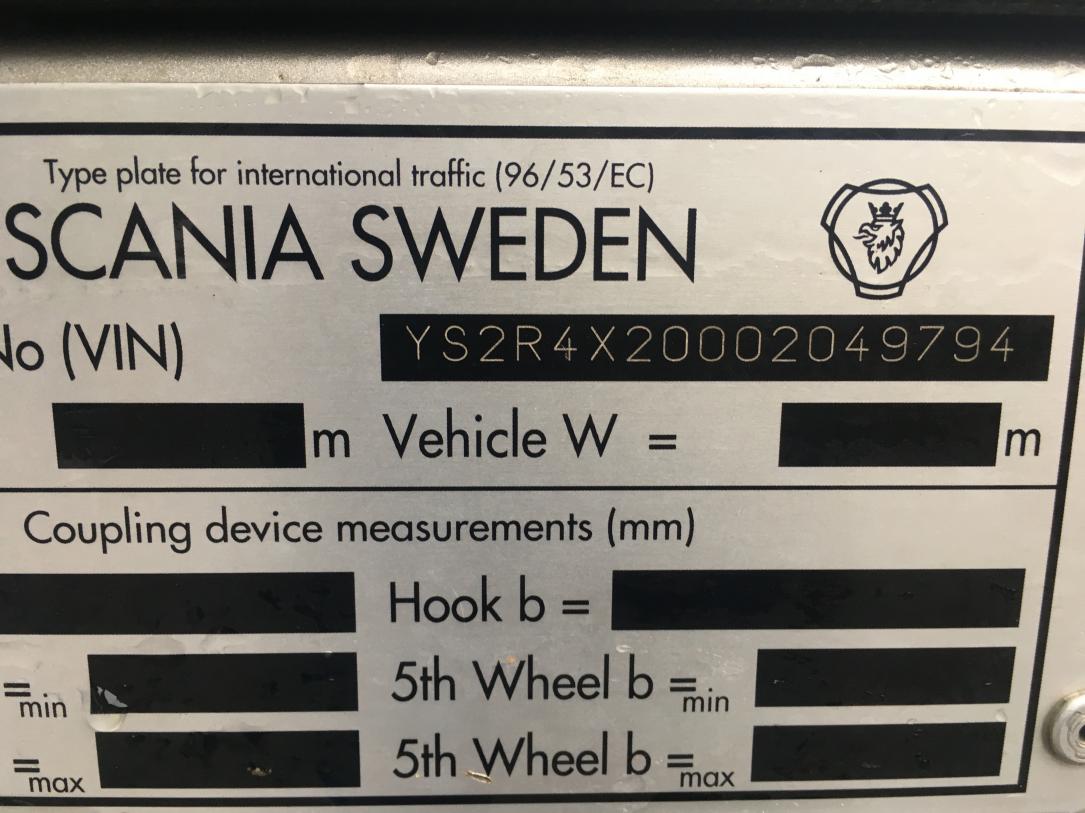 Type plate for international traffic (96/53/EC)
SCANIA SWEDEN
No (VIN) YS2R4X20002049794
m Vehicle W = m
Coupling device measurements (mm)
Hook b =
=min 5th Wheel b =min
=max 5th Wheel b =max